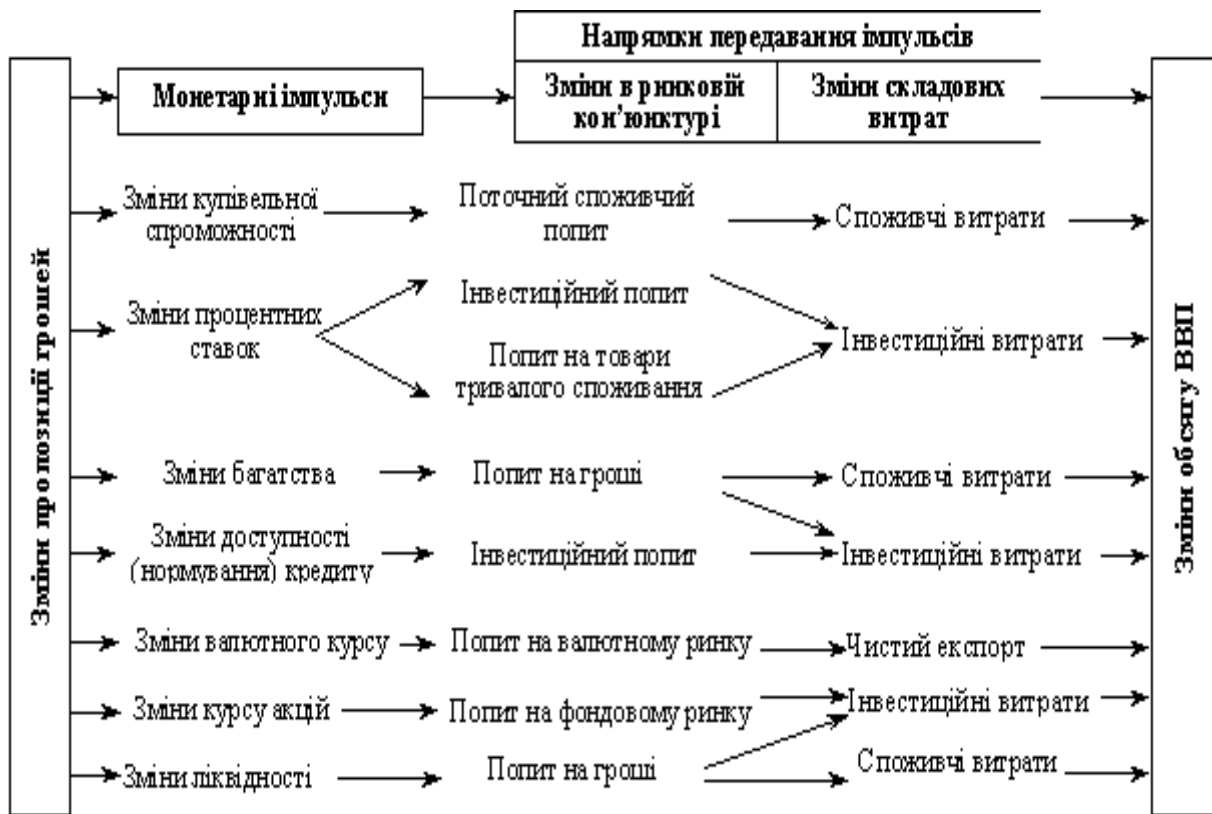 Напрямки передавання імпульсів
Монетарні імпульси
Зміни в ринковій
кон’юнктурі
Зміни складових
витрат
Зміни пропозиції грошей
Зміни купівельної
спроможності
Поточний споживчий
попит
Споживчі витрати
Зміни процентних
ставок
Інвестиційний попит
Попит на товари
тривалого споживання
Інвестиційні витрати
Зміни багатства
Попит на гроші
Споживчі витрати
Зміни доступності
(нормування) кредиту
Інвестиційний попит
Інвестиційні витрати
Зміни валютного курсу
Попит на валютному ринку
Чистий експорт
Зміни курсу акцій
Попит на фондовому ринку
Інвестиційні витрати
Зміни ліквідності
Попит на гроші
Споживчі витрати
Зміни обсягу ВВП